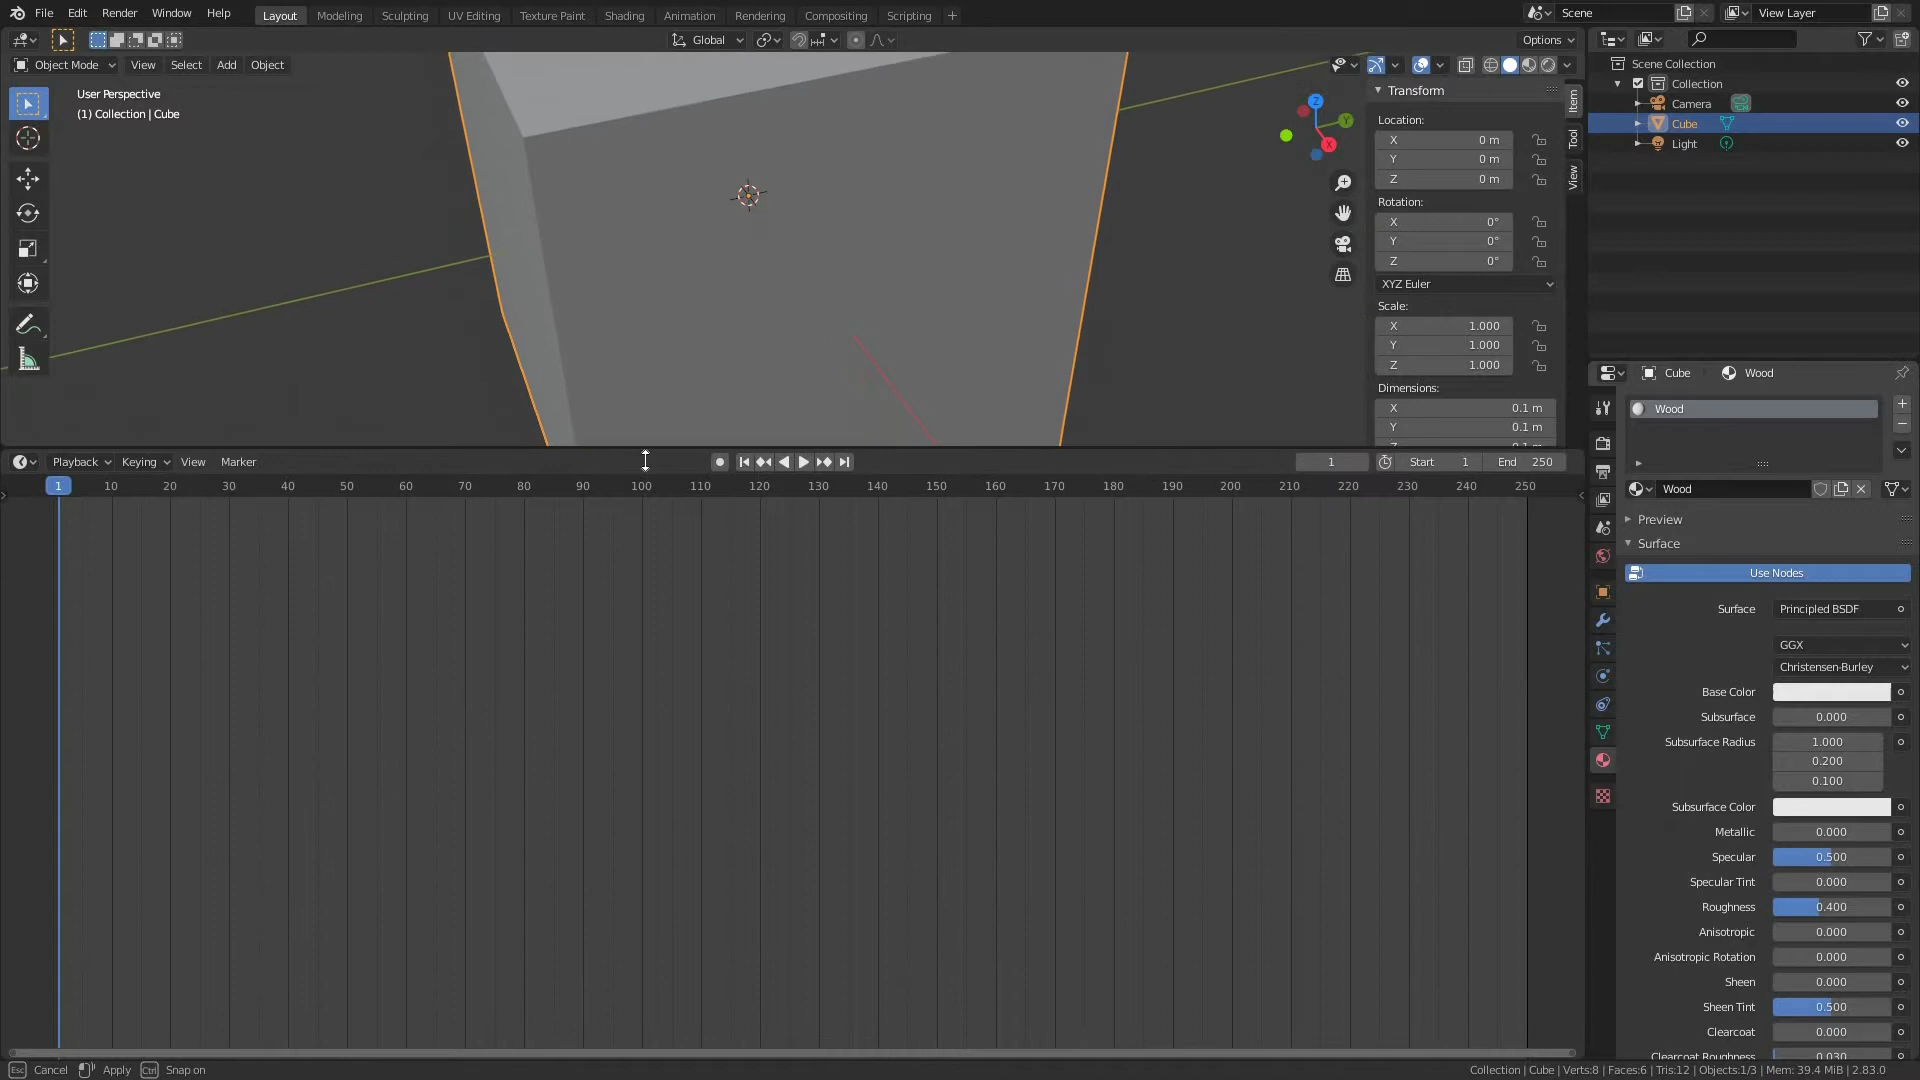 File Edit Render Window Help Layout Modeling Sculpting UV Editing Texture Paint Shading Animation Rendering Compositing Scripting + Scene View Layer
Global Options
Object Mode View Select Add Object
User Perspective
(1) Collection | Cube
Z
Y
X
Transform
Location:
X 0 m
Y 0 m
Z 0 m
Rotation:
X 0°
Y 0°
Z 0°
XYZ Euler
Scale:
X 1.000
Y 1.000
Z 1.000
Dimensions:
X 0.1 m
Y 0.1 m
Item
Tool
View
Scene Collection
Collection
Camera
Cube
Light
Cube Wood
Wood
Wood
Preview
Surface
Use Nodes
Surface Principled BSDF
GGX
Christensen-Burley
Base Color
Subsurface 0.000
Subsurface Radius 1.000
0.200
0.100
Subsurface Color
Metallic 0.000
Specular 0.500
Specular Tint 0.000
Roughness 0.400
Anisotropic 0.000
Anisotropic Rotation 0.000
Sheen 0.000
Sheen Tint 0.500
Clearcoat 0.000
Clearcoat Roughness 0.030
Playback Keying View Marker 1 Start 1 End 250
1 10 20 30 40 50 60 70 80 90 100 110 120 130 140 150 160 170 180 190 200 210 220 230 240 250
Esc Cancel Apply Ctrl Snap on
Collection | Cube | Verts:8 | Faces:6 | Tris:12 | Objects:1/3 | Mem: 39.4 MiB | 2.83.0